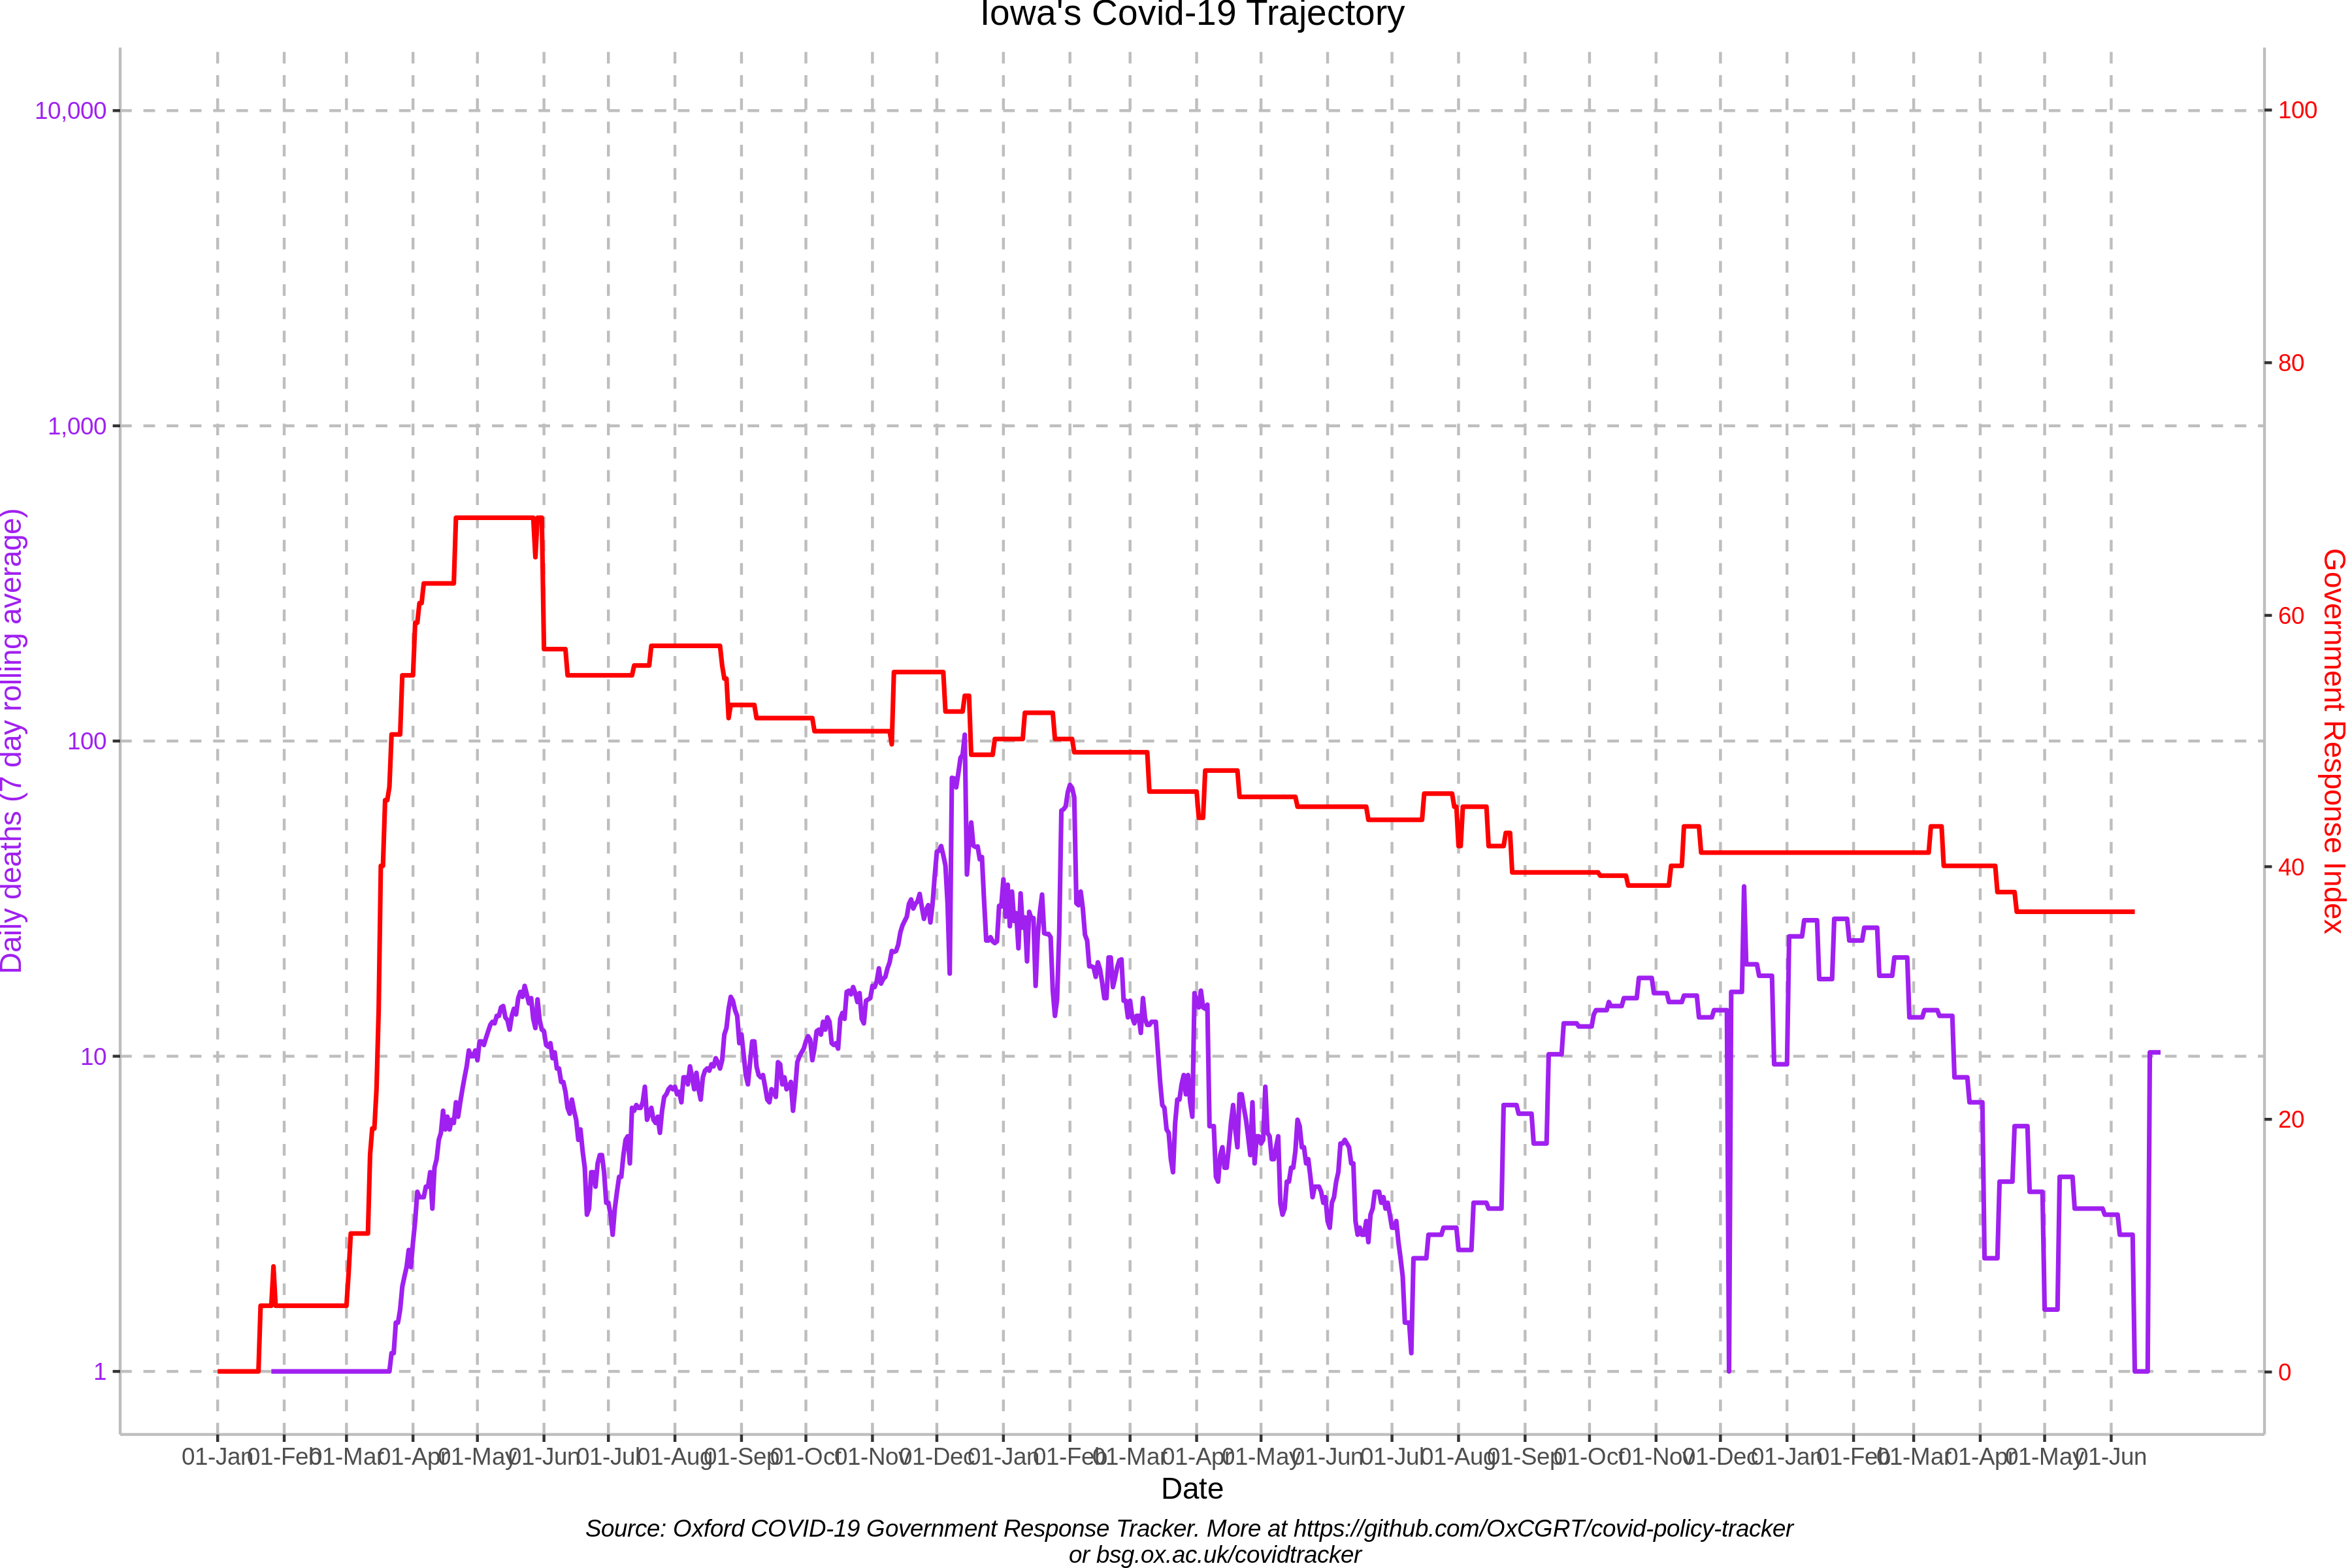 Iowa's Covid-19 Trajectory
10,000
1,000
100
10
1
Daily deaths (7 day rolling average)
100
80
60
40
20
0
Government Response Index
01-Jan 01-Feb 01-Mar 01-Apr 01-May 01-Jun 01-Jul 01-Aug 01-Sep 01-Oct 01-Nov 01-Dec 01-Jan 01-Feb 01-Mar 01-Apr 01-May 01-Jun 01-Jul 01-Aug 01-Sep 01-Oct 01-Nov 01-Dec 01-Jan 01-Feb 01-Mar 01-Apr 01-May 01-Jun
Date
Source: Oxford COVID-19 Government Response Tracker. More at https://github.com/OxCGRT/covid-policy-tracker
or bsg.ox.ac.uk/covidtracker